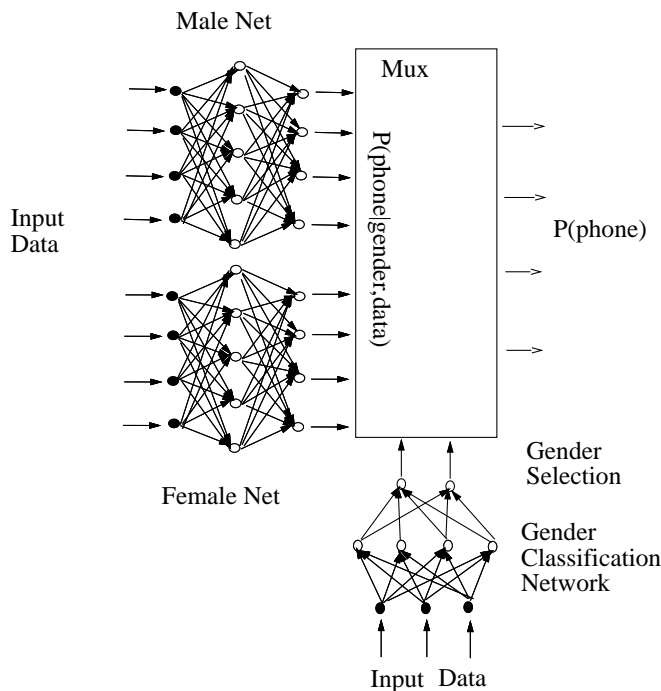 Male Net
Mux
P(phone|gender,data)
Input
Data
P(phone)
Female Net
Gender
Selection
Gender
Classification
Network
Input Data